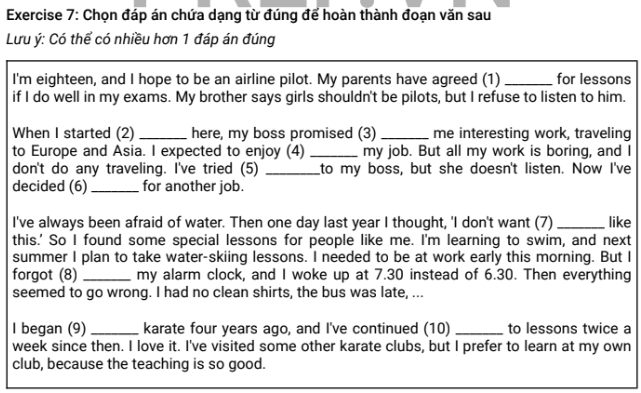 Exercise 7: Chọn đáp án chứa dạng từ đúng để hoàn thành đoạn văn sau
Lưu ý: Có thể có nhiều hơn 1 đáp án đúng
I'm eighteen, and I hope to be an airline pilot. My parents have agreed (1) _______ for lessons
if I do well in my exams. My brother says girls shouldn't be pilots, but I refuse to listen to him.
When I started (2) _______ here, my boss promised (3) _______ me interesting work, traveling
to Europe and Asia. I expected to enjoy (4) _______ my job. But all my work is boring, and I
don't do any traveling. I've tried (5) ________to my boss, but she doesn't listen. Now I've
decided (6) _______ for another job.
I've always been afraid of water. Then one day last year I thought, 'I don't want (7) _______ like
this.' So I found some special lessons for people like me. I'm learning to swim, and next
summer I plan to take water-skiing lessons. I needed to be at work early this morning. But I
forgot (8) _______ my alarm clock, and I woke up at 7.30 instead of 6.30. Then everything
seemed to go wrong. I had no clean shirts, the bus was late, ...
I began (9) _______ karate four years ago, and I've continued (10) _______ to lessons twice a
week since then. I love it. I've visited some other karate clubs, but I prefer to learn at my own
club, because the teaching is so good.